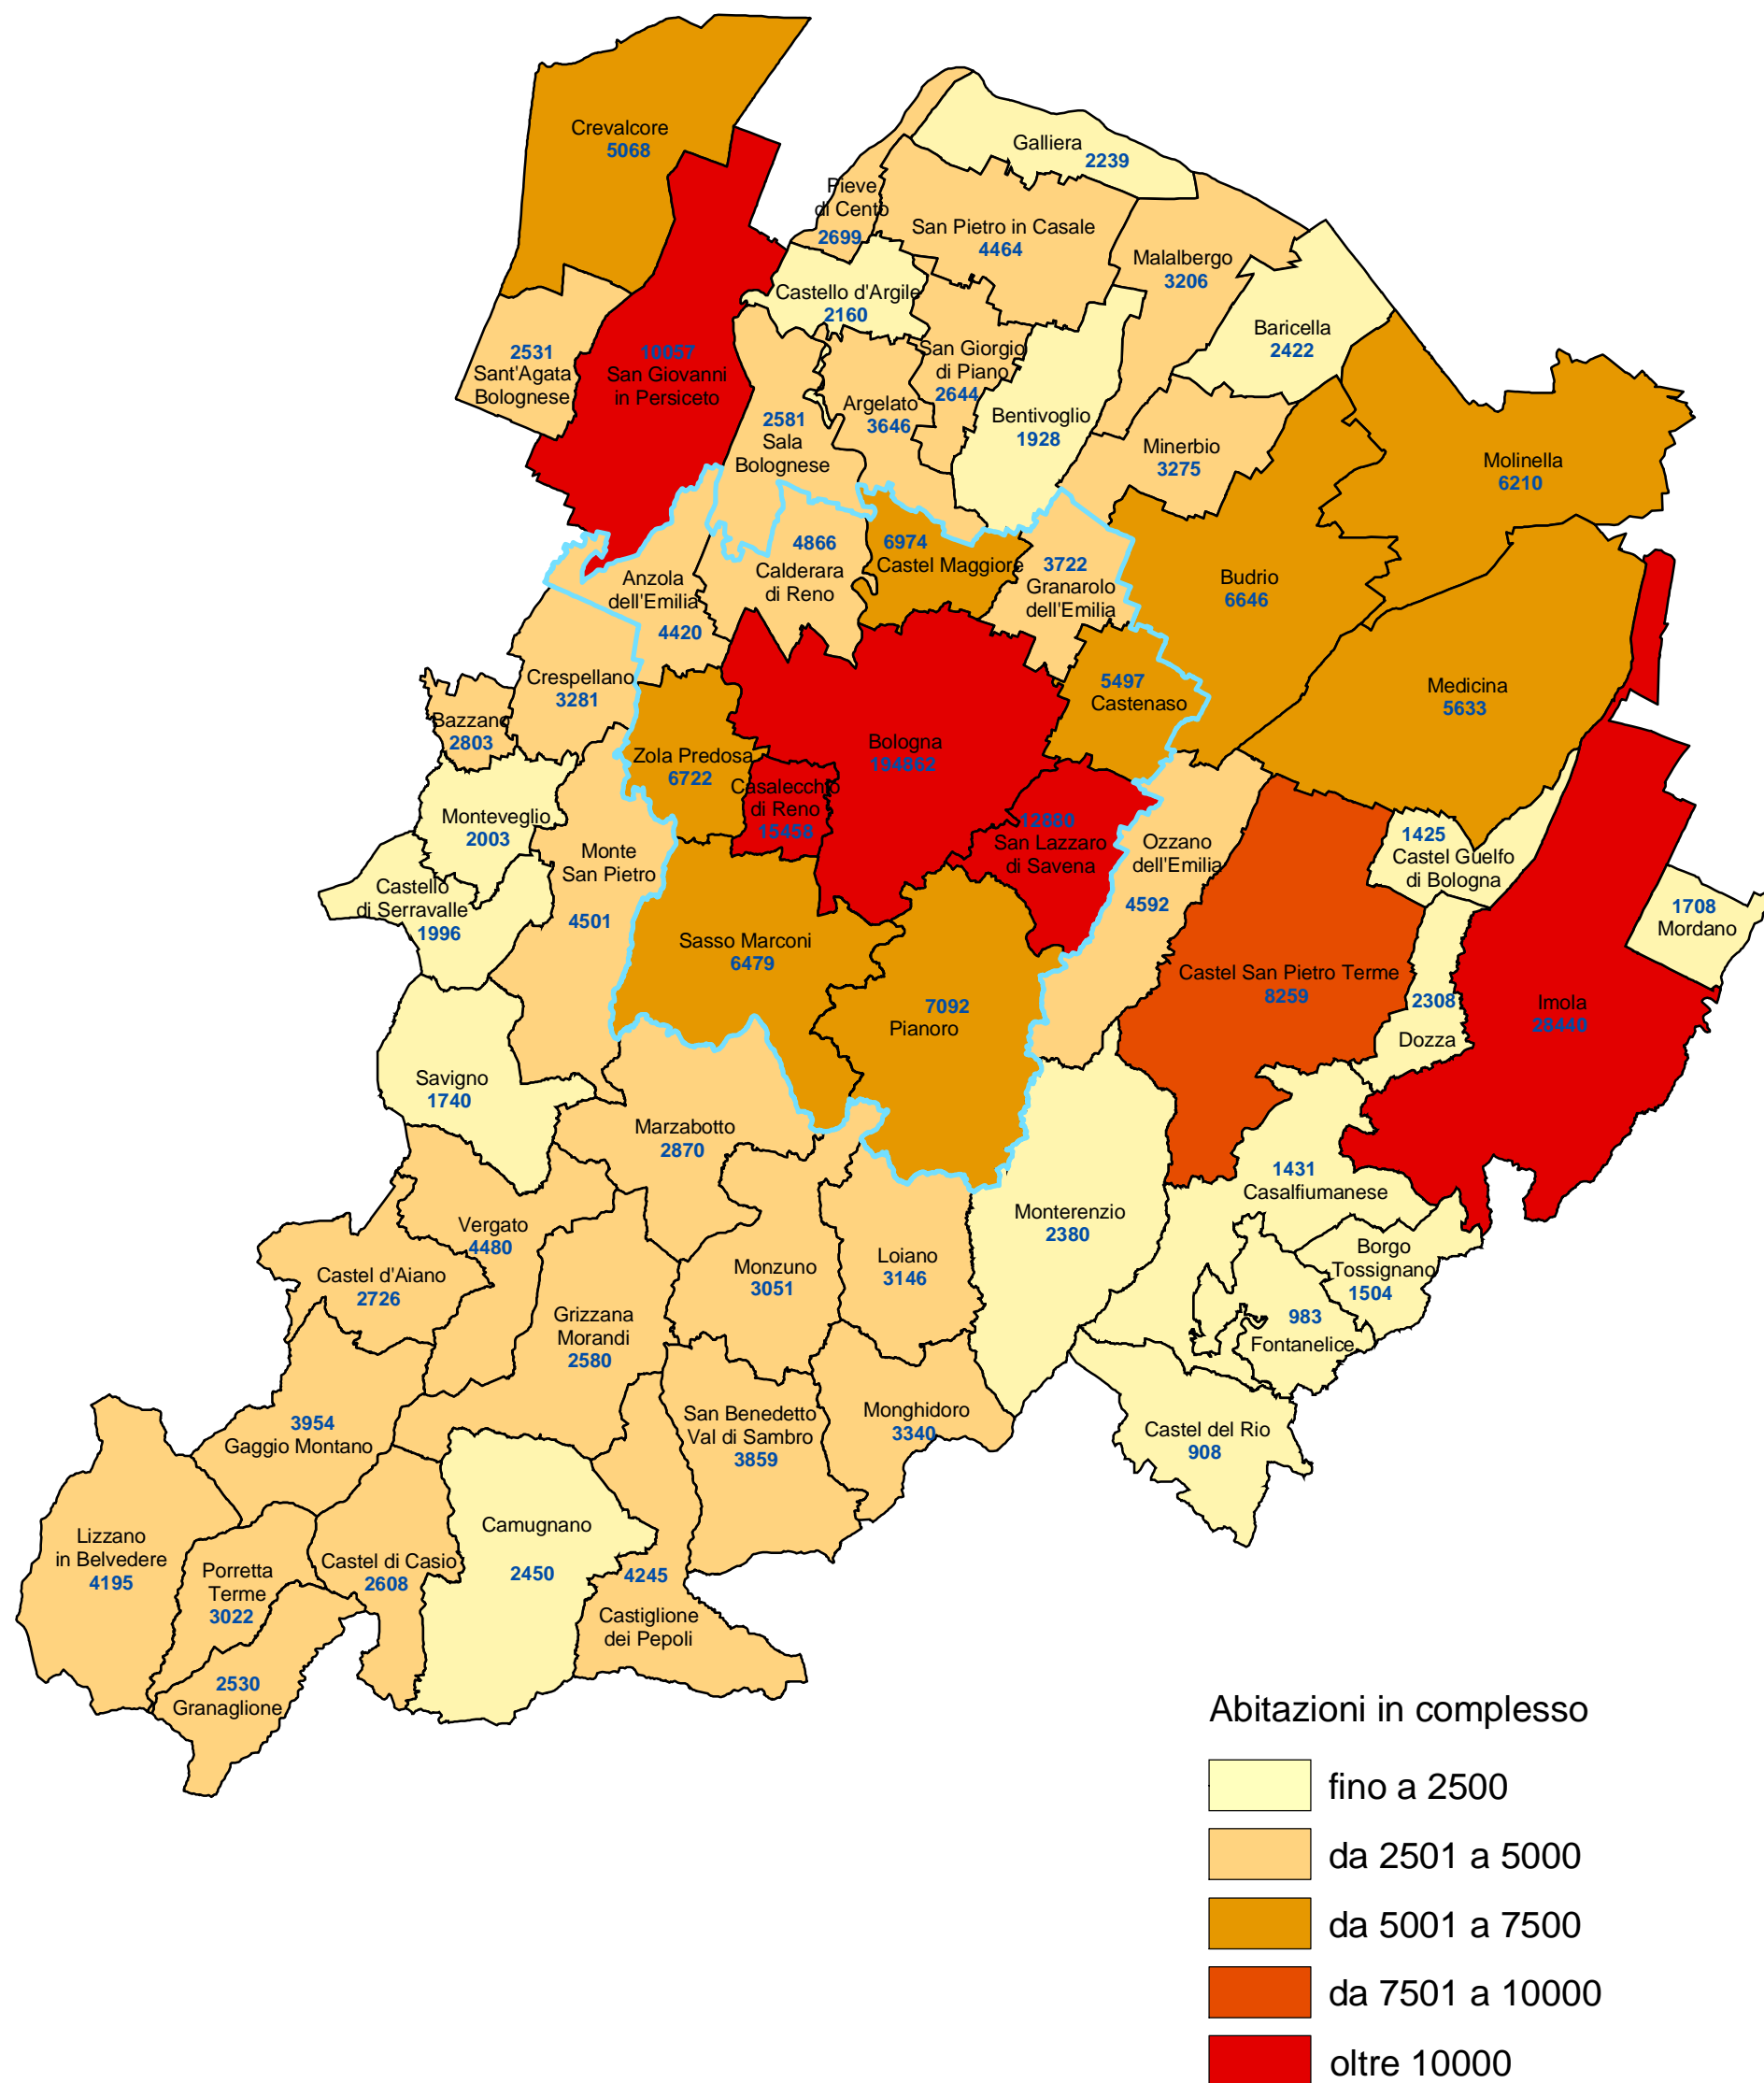 Crevalcore
5068
Galliera
2239
Pieve
di Cento
2699
San Pietro in Casale
4464
Malalbergo
3206
Castello d'Argile
2160
Baricella
2422
2531
Sant'Agata
Bolognese
10057
San Giovanni
in Persiceto
San Giorgio
di Piano
2644
2581
Sala
Bolognese
Argelato
3646
Bentivoglio
1928
Minerbio
3275
Molinella
6210
4866
Calderara
di Reno
6974
Castel Maggiore
3722
Granarolo
dell'Emilia
Anzola
dell'Emilia
4420
Budrio
6646
Crespellano
3281
5497
Castenaso
Medicina
5633
Bazzano
2803
Zola Predosa
6722
Bologna
194862
Casalecchio
di Reno
15458
Monteveglio
2003
12880
San Lazzaro
di Savena
Ozzano
dell'Emilia
4592
1425
Castel Guelfo
di Bologna
Monte
San Pietro
4501
Castello
di Serravalle
1996
1708
Mordano
Sasso Marconi
6479
Castel San Pietro Terme
8259
7092
Pianoro
2308
Dozza
Imola
28440
Savigno
1740
Marzabotto
2870
1431
Casalfiumanese
Vergato
4480
Monterenzio
2380
Castel d'Aiano
2726
Monzuno
3051
Loiano
3146
Borgo
Tossignano
1504
Grizzana
Morandi
2580
983
Fontanelice
3954
Gaggio Montano
San Benedetto
Val di Sambro
3859
Monghidoro
3340
Castel del Rio
908
Lizzano
in Belvedere
4195
Porretta
Terme
3022
Castel di Casio
2608
Camugnano
2450
4245
Castiglione
dei Pepoli
2530
Granaglione
Abitazioni in complesso
fino a 2500
da 2501 a 5000
da 5001 a 7500
da 7501 a 10000
oltre 10000